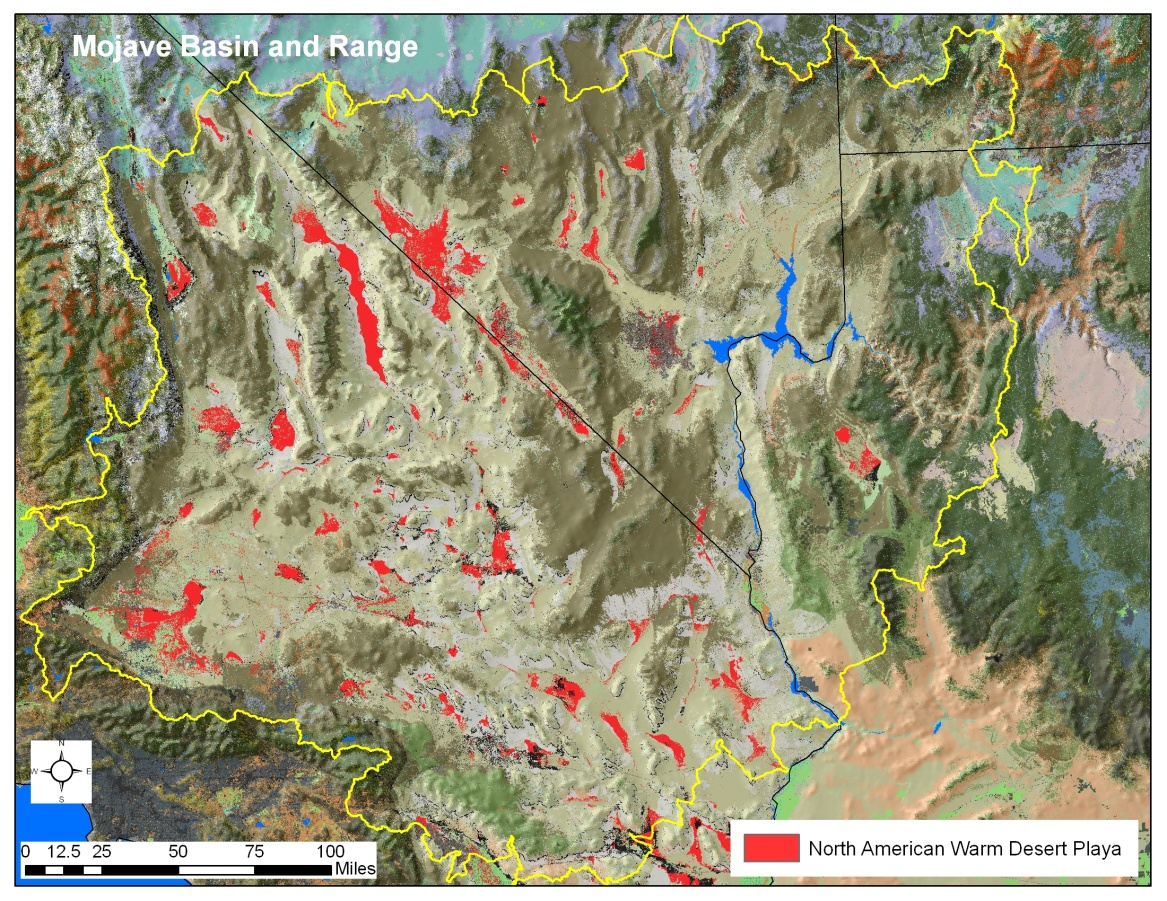 Mojave Basin and Range
N
W E
S
0 12.5 25 50 75 100
Miles
North American Warm Desert Playa